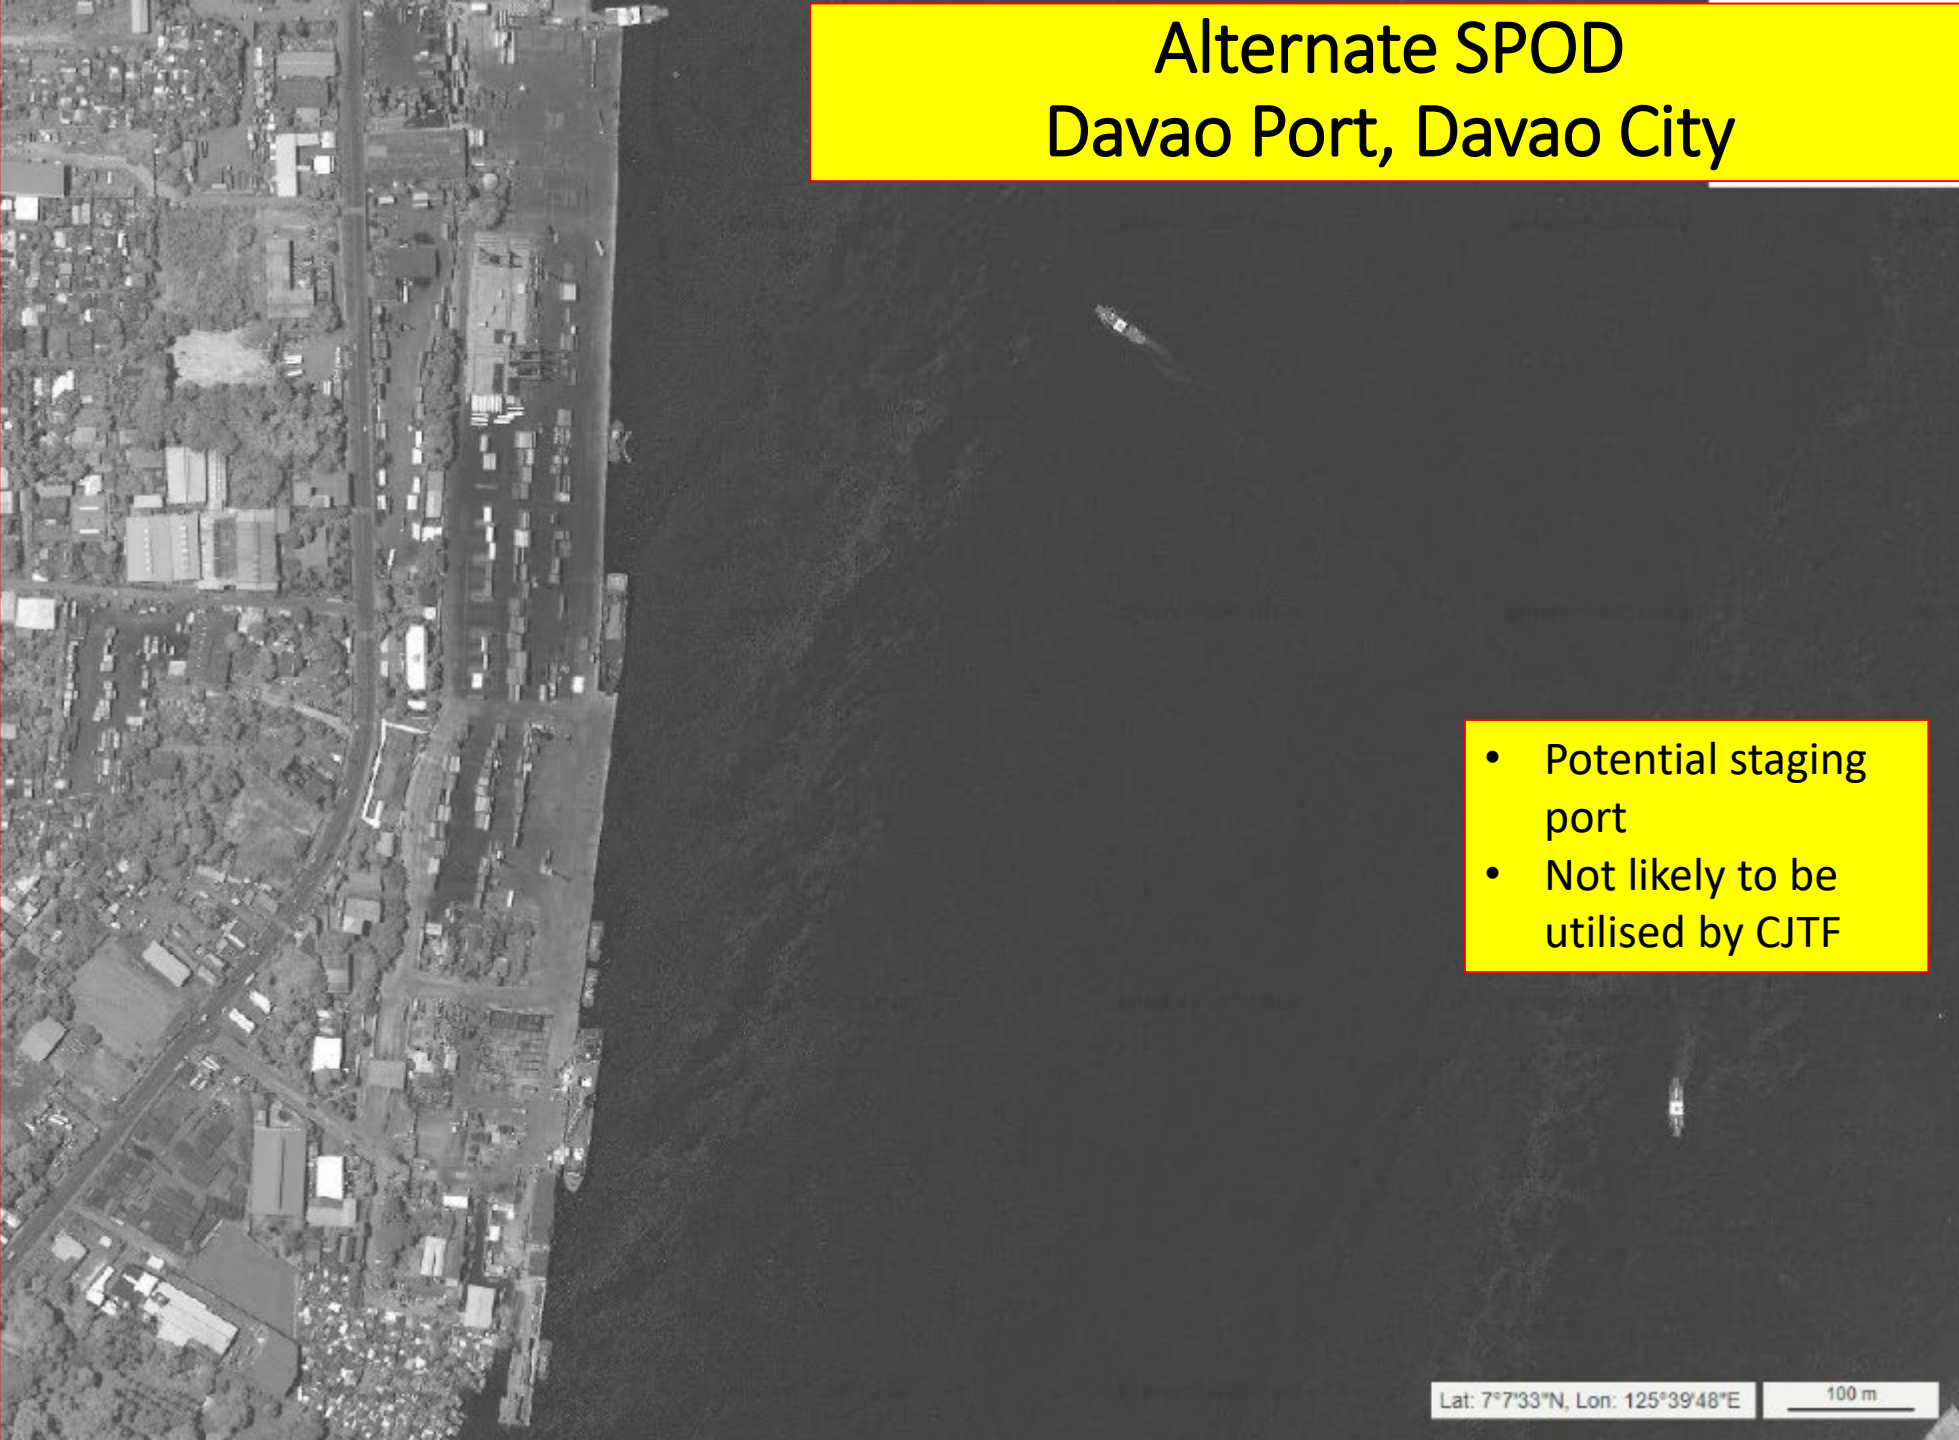 Alternate SPOD
Davao Port, Davao City
• Potential staging
port
• Not likely to be
utilised by CJTF
Lat: 7°7'33"N, Lon: 125°39'48"E
100 m